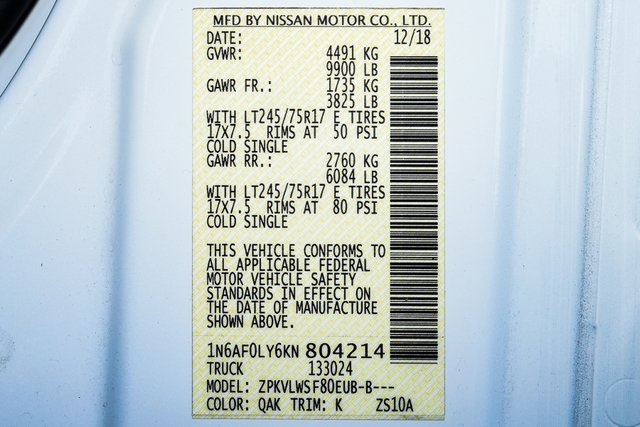 MFD BY NISSAN MOTOR CO., LTD.
DATE: 12/18
GVWR: 4491 KG
9900 LB
GAWR FR.: 1735 KG
3825 LB
WITH LT245/75R17 E TIRES
17X7.5 RIMS AT 50 PSI
COLD SINGLE
GAWR RR.: 2760 KG
6084 LB
WITH LT245/75R17 E TIRES
17X7.5 RIMS AT 80 PSI
COLD SINGLE
THIS VEHICLE CONFORMS TO
ALL APPLICABLE FEDERAL
MOTOR VEHICLE SAFETY
STANDARDS IN EFFECT ON
THE DATE OF MANUFACTURE
SHOWN ABOVE.
1N6AF0LY6KN 804214
TRUCK 133024
MODEL: ZPKVLWSF80EUB-B---
COLOR: QAK TRIM: K ZS10A